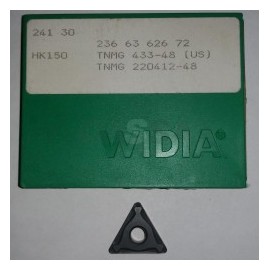 241 30
236 63 626 72
HK150 TNMG 433-48 (US)
TNMG 220412-48
WIDIA